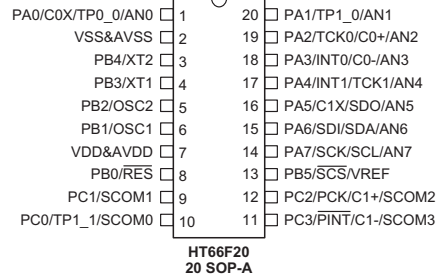 PA0/C0X/TP0_0/AN0 1 20 PA1/TP1_0/AN1
VSS&AVSS 2 19 PA2/TCK0/C0+/AN2
PB4/XT2 3 18 PA3/INT0/C0-/AN3
PB3/XT1 4 17 PA4/INT1/TCK1/AN4
PB2/OSC2 5 16 PA5/C1X/SDO/AN5
PB1/OSC1 6 15 PA6/SDI/SDA/AN6
VDD&AVDD 7 14 PA7/SCK/SCL/AN7
PB0/R̅E̅S̅ 8 13 PB5/S̅C̅S̅/VREF
PC1/SCOM1 9 12 PC2/PCK/C1+/SCOM2
PC0/TP1_1/SCOM0 10 11 PC3/P̅I̅N̅T̅/C1-/SCOM3
HT66F20
20 SOP-A